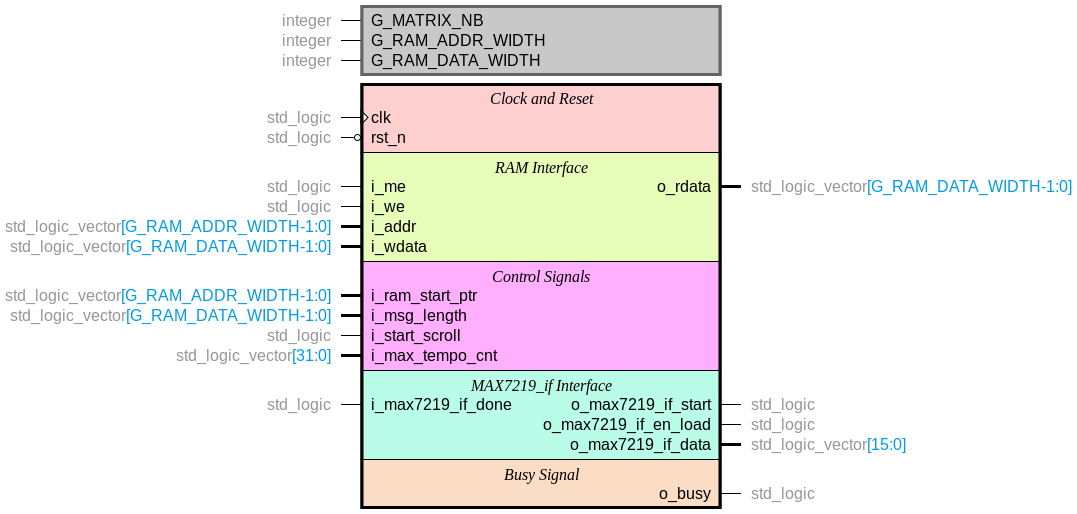 integer G_MATRIX_NB
integer G_RAM_ADDR_WIDTH
integer G_RAM_DATA_WIDTH
Clock and Reset
std_logic clk
std_logic rst_n
RAM Interface
std_logic i_me o_rdata std_logic_vector[G_RAM_DATA_WIDTH-1:0]
std_logic i_we
std_logic_vector[G_RAM_ADDR_WIDTH-1:0] i_addr
std_logic_vector[G_RAM_DATA_WIDTH-1:0] i_wdata
Control Signals
std_logic_vector[G_RAM_ADDR_WIDTH-1:0] i_ram_start_ptr
std_logic_vector[G_RAM_DATA_WIDTH-1:0] i_msg_length
std_logic i_start_scroll
std_logic_vector[31:0] i_max_tempo_cnt
MAX7219_if Interface
std_logic i_max7219_if_done o_max7219_if_start std_logic
o_max7219_if_en_load std_logic
o_max7219_if_data std_logic_vector[15:0]
Busy Signal
o_busy std_logic